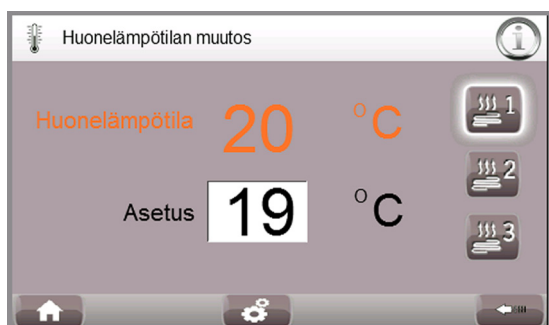 Huonelämpötilan muutos
Huonelämpötila 20 °C
1
Asetus 19 °C
2
3